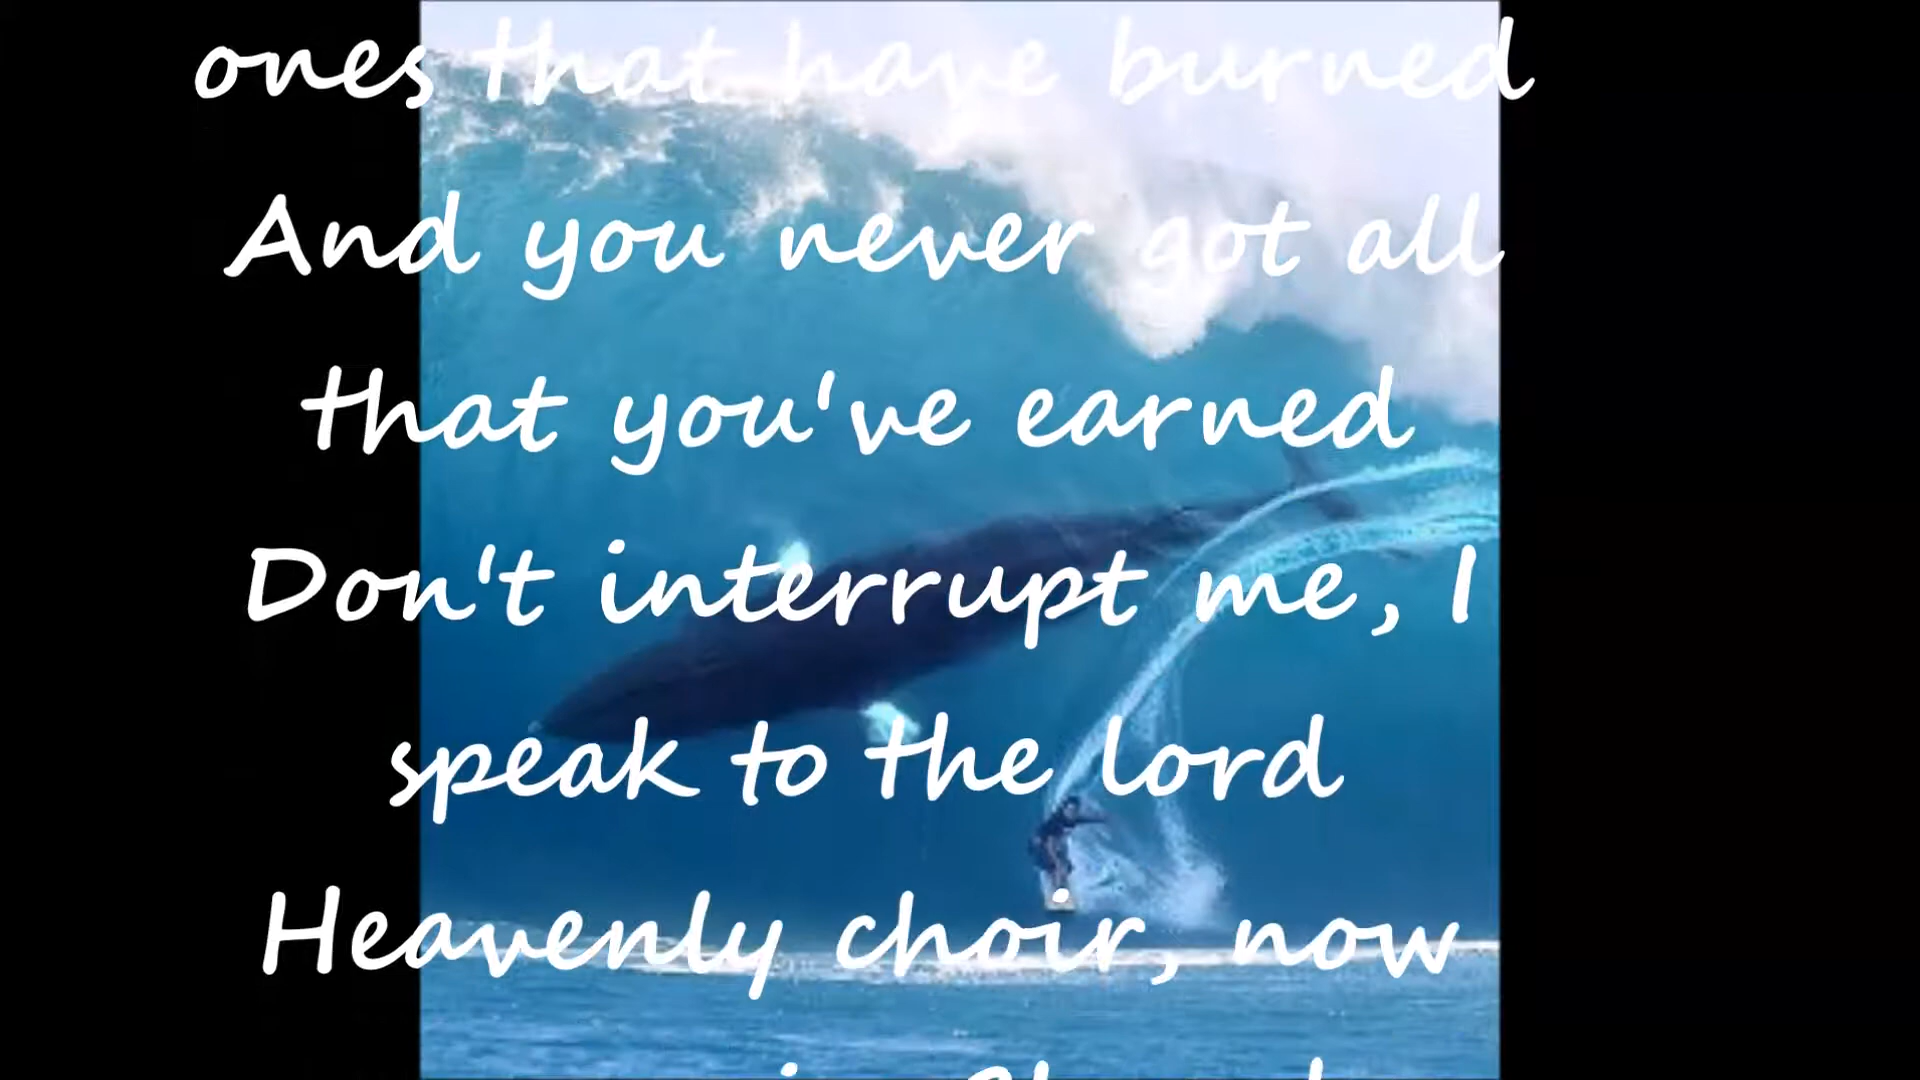 ones that have burned
And you never got all
that you've earned
Don't interrupt me, I
speak to the lord
Heavenly choir, now